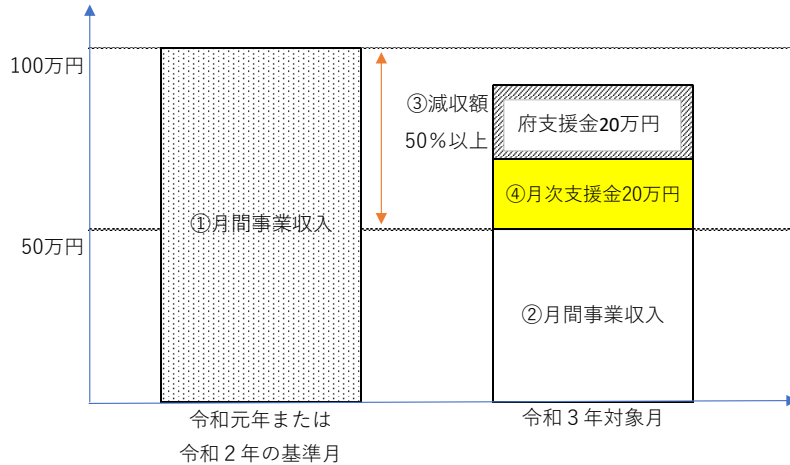 100万円
③減収額
50％以上
府支援金20万円
④月次支援金20万円
①月間事業収入
50万円
②月間事業収入
令和元年または
令和２年の基準月
令和３年対象月